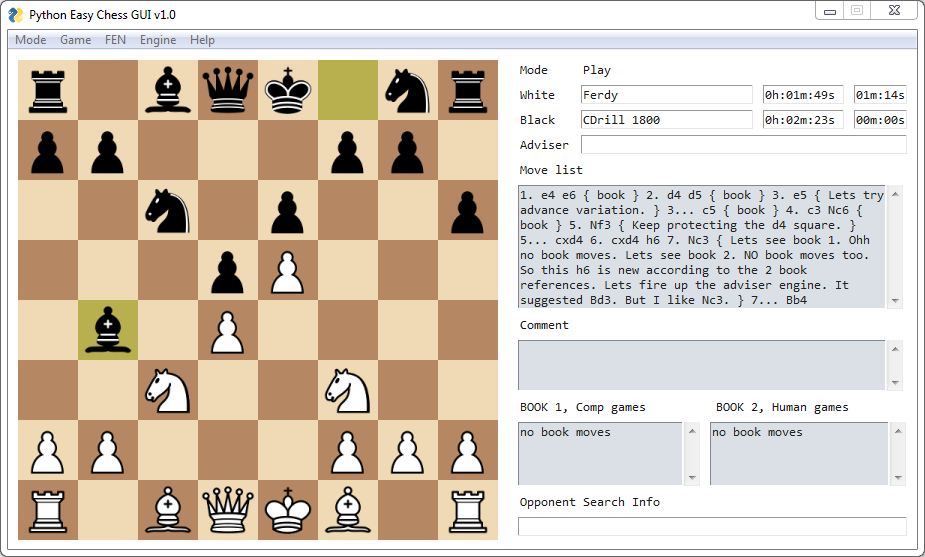 Python Easy Chess GUI v1.0
Mode Game FEN Engine Help
Mode Play
White Ferdy 0h:01m:49s 01m:14s
Black CDrill 1800 0h:02m:23s 00m:00s
Adviser
Move list
1. e4 e6 { book } 2. d4 d5 { book } 3. e5 { Lets try
advance variation. } 3... c5 { book } 4. c3 Nc6 {
book } 5. Nf3 { Keep protecting the d4 square. }
5... cxd4 6. cxd4 h6 7. Nc3 { Lets see book 1. Ohh
no book moves. Lets see book 2. NO book moves too.
So this h6 is new according to the 2 book
references. Lets fire up the adviser engine. It
suggested Bd3. But I like Nc3. } 7... Bb4
Comment
BOOK 1, Comp games BOOK 2, Human games
no book moves no book moves
Opponent Search Info